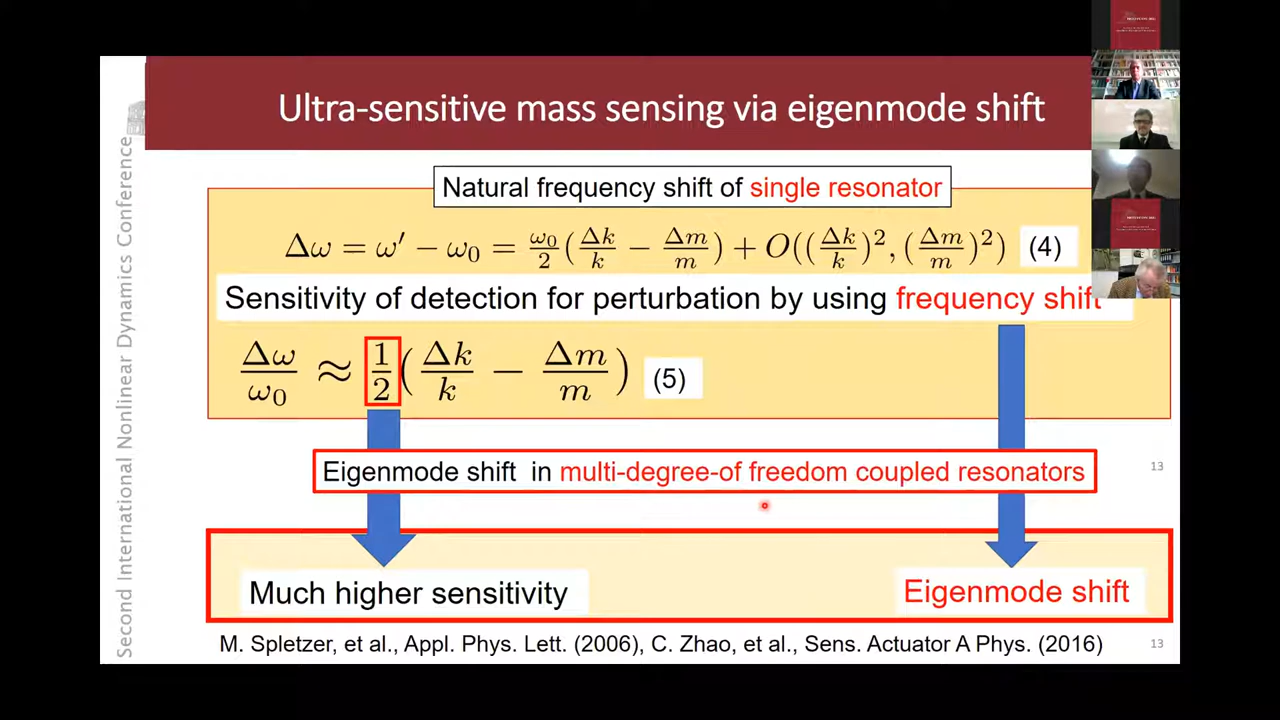 Ultra-sensitive mass sensing via eigenmode shift
Second International Nonlinear Dynamics Conference
Natural frequency shift of single resonator
Δω = ω′ − ω₀ = ω₀/2 (Δk/k − Δm/m) + O((Δk/k)², (Δm/m)²) (4)
Sensitivity of detection for perturbation by using frequency shift
Δω/ω₀ ≈ 1/2 (Δk/k − Δm/m) (5)
Eigenmode shift in multi-degree-of freedom coupled resonators
13
Much higher sensitivity
Eigenmode shift
M. Spletzer, et al., Appl. Phys. Lett. (2006), C. Zhao, et al., Sens. Actuator A Phys. (2016)
13